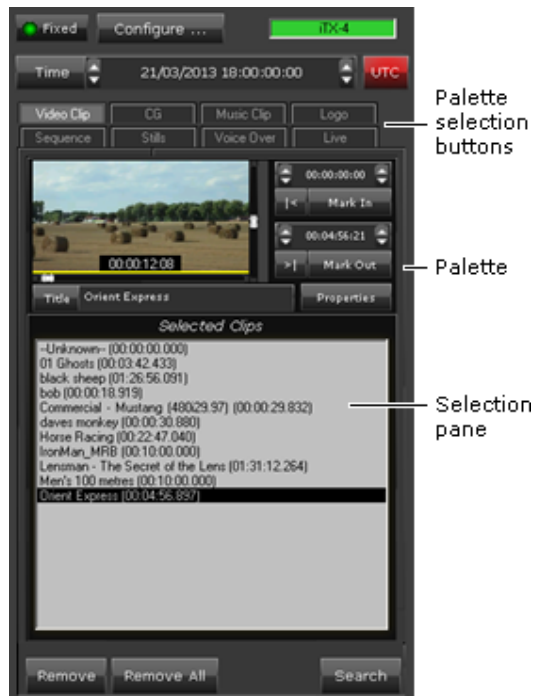 Fixed Configure ... iTX-4
Time 21/03/2013 18:00:00:00 UTC
Video Clip CG Music Clip Logo
Sequence Stills Voice Over Live
Palette
selection
buttons
00:00:00:00
|< Mark In
00:04:56:21
>| Mark Out
00:00:12:08
Palette
Title Orient Express Properties
Selected Clips
--Unknown-- (00:00:00.000)
01 Ghosts (00:03:42.433)
black sheep (01:26:56.091)
bob (00:00:18.919)
Commercial - Mustang (480i29.97) (00:00:29.832)
daves monkey (00:00:30.880)
Horse Racing (00:22:47.040)
IronMan_MRB (00:10:00.000)
Lensman - The Secret of the Lens (01:31:12.264)
Men's 100 metres (00:10:00.000)
Orient Express (00:04:56.897)
Selection
pane
Remove Remove All Search